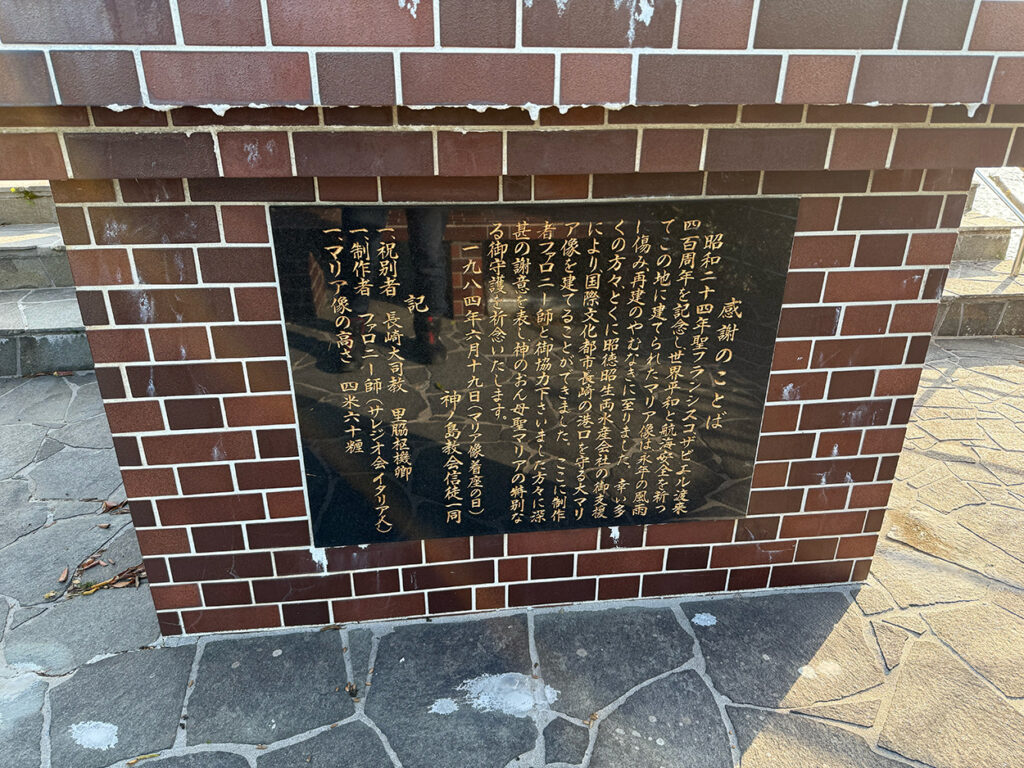 感謝のことば
昭和二十四年聖フランシスコザビエル渡来
四百周年を記念し世界平和と航海安全を祈っ
てこの地に建てられたマリア像は長年の風雨
に傷み、再建のやむなきに至りました。幸い多
くの方々、とくに昭徳昭生両水産会社の御支援
により国際文化都市長崎の港口を守る大マリ
ア像を建てることができました。ここに制作
者ファロニー師と御協力下さいました方々に深
甚の謝意を表し神のおん母聖マリアの特別な
る御守護を祈念いたします。
一九八四年六月十九日(マリア像着座の日)
神ノ島教会信徒一同
記
一、祝別者 長崎大司教 里脇枢機卿
一、制作者 ファロニー師(サレジオ会イタリア人)
一、マリア像の高さ 四米六十糎